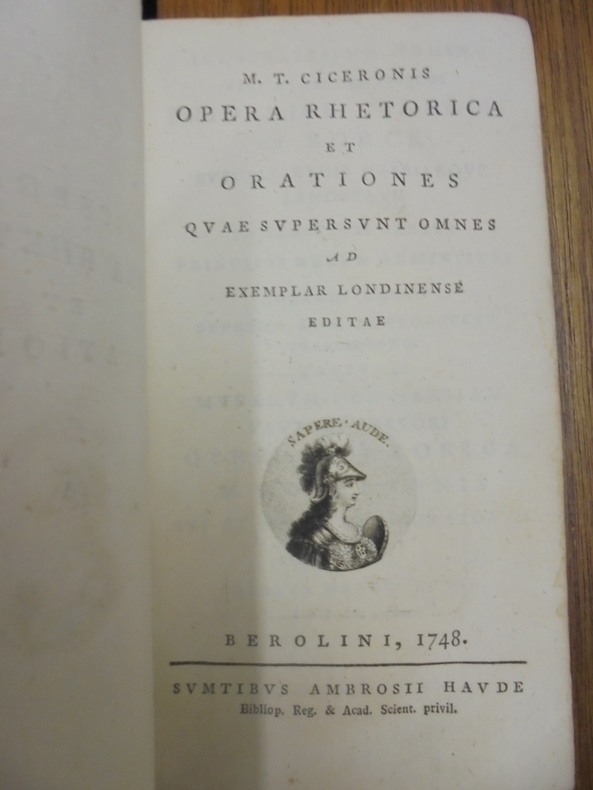 M. T. CICERONIS
OPERA RHETORICA
ET
ORATIONES
QVAE SVPERSVNT OMNES
AD
EXEMPLAR LONDINENSE
EDITAE
SAPERE AUDE.
BEROLINI, 1748.
SVMTIBVS AMBROSII HAVDE
Bibliop. Reg. & Acad. Scient. privil.